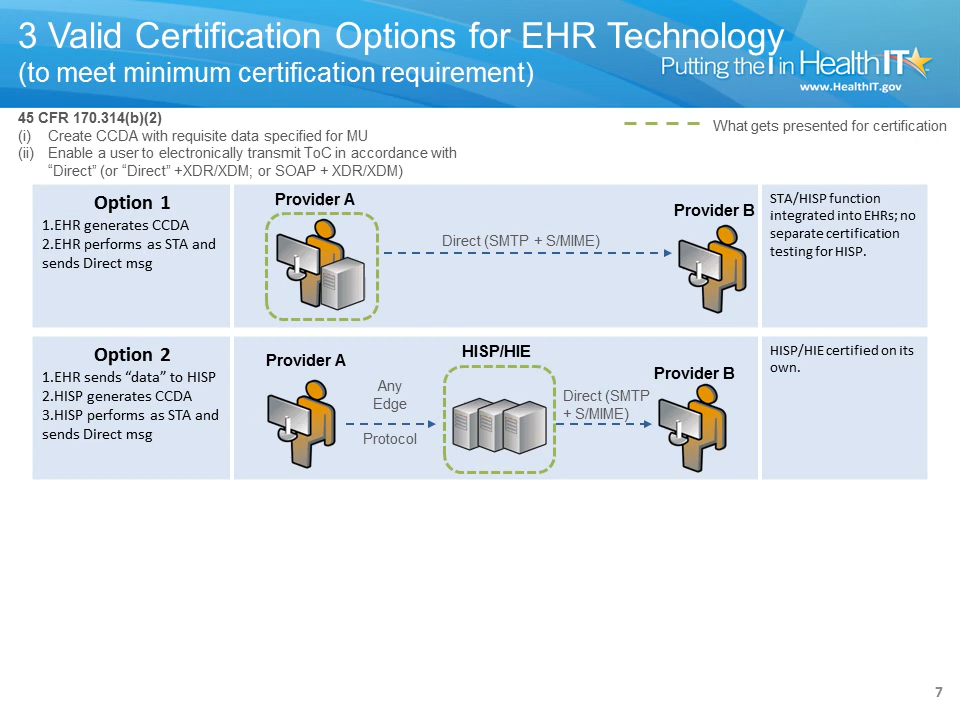 3 Valid Certification Options for EHR Technology
(to meet minimum certification requirement)
Putting the i in HealthIT
www.HealthIT.gov
45 CFR 170.314(b)(2)
(i) Create CCDA with requisite data specified for MU
(ii) Enable a user to electronically transmit ToC in accordance with
“Direct” (or “Direct” +XDR/XDM; or SOAP + XDR/XDM)
What gets presented for certification
Option 1
1.EHR generates CCDA
2.EHR performs as STA and
sends Direct msg
Provider A
Direct (SMTP + S/MIME)
Provider B
STA/HISP function
integrated into EHRs; no
separate certification
testing for HISP.
Option 2
1.EHR sends “data” to HISP
2.HISP generates CCDA
3.HISP performs as STA and
sends Direct msg
Provider A
Any
Edge
Protocol
HISP/HIE
Direct (SMTP
+ S/MIME)
Provider B
HISP/HIE certified on its
own.
7